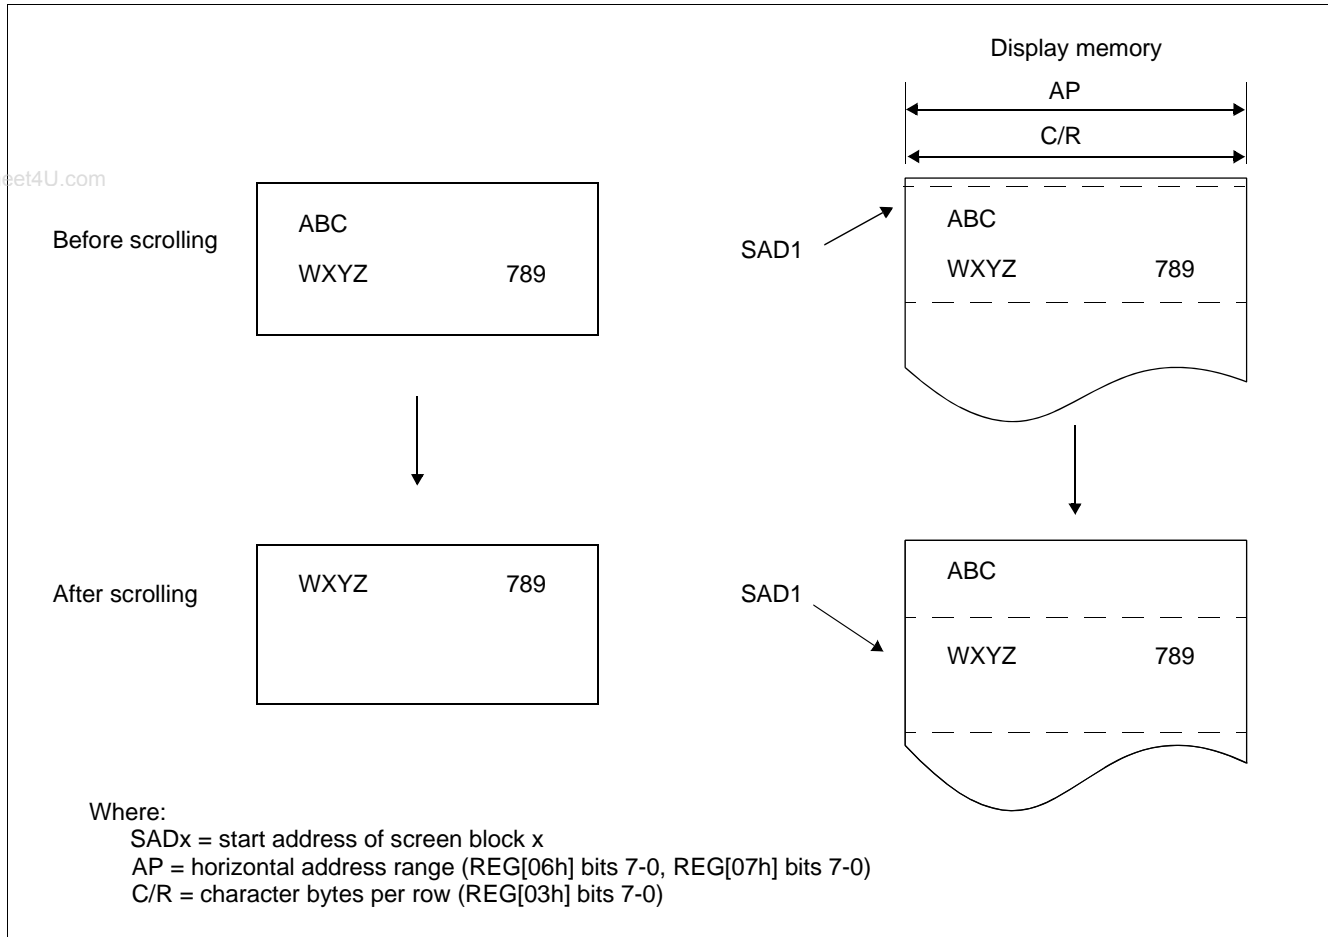 Display memory
AP
C/R
eet4U.com
Before scrolling
ABC
WXYZ 789
SAD1
ABC
WXYZ 789
After scrolling
WXYZ 789
SAD1
ABC
WXYZ 789
Where:
SADx = start address of screen block x
AP = horizontal address range (REG[06h] bits 7-0, REG[07h] bits 7-0)
C/R = character bytes per row (REG[03h] bits 7-0)